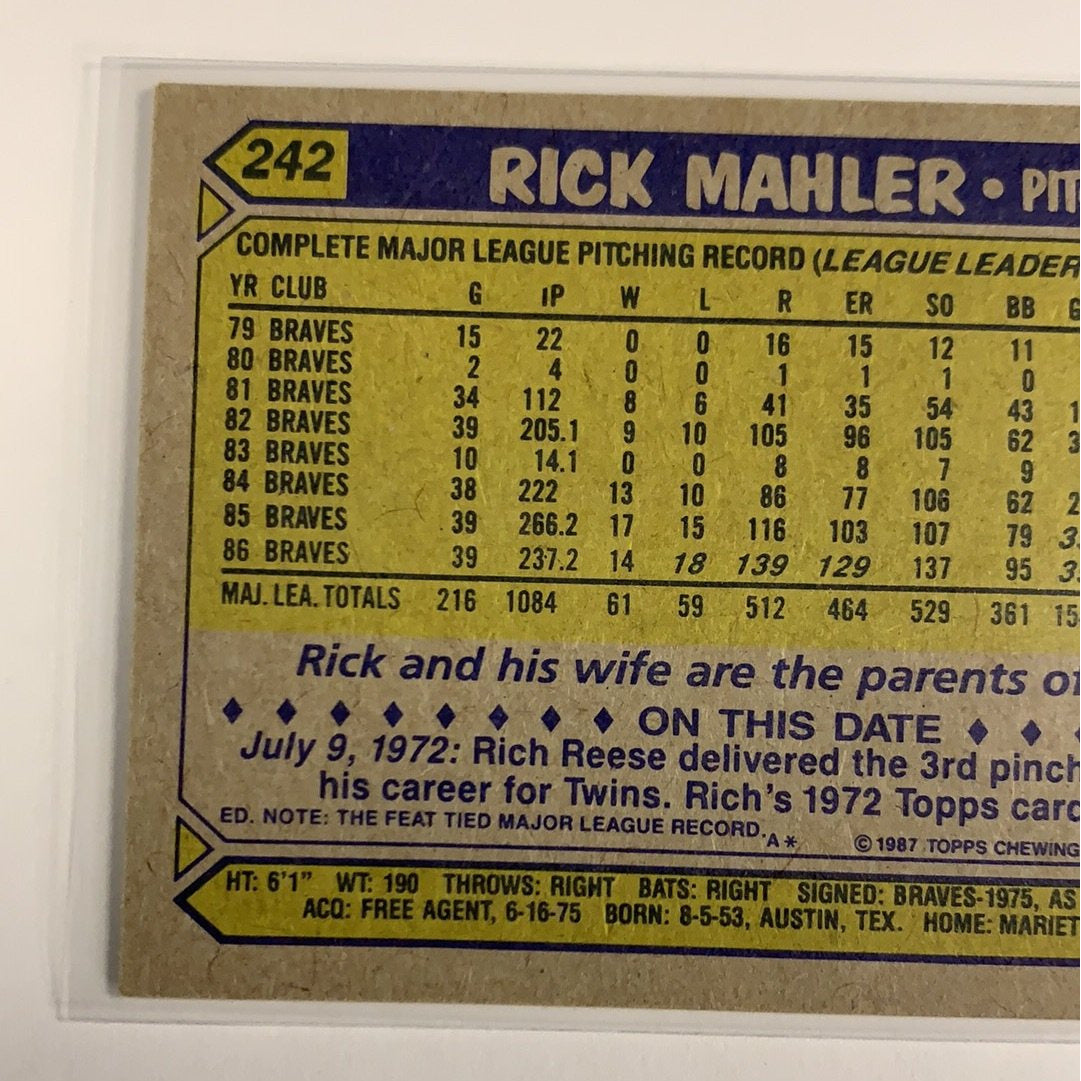 242 RICK MAHLER • PIT
COMPLETE MAJOR LEAGUE PITCHING RECORD (LEAGUE LEADER
YR CLUB G IP W L R ER SO BB
79 BRAVES 15 22 0 0 16 15 12 11
80 BRAVES 2 4 0 0 1 1 1 0
81 BRAVES 34 112 8 6 41 35 54 43 1
82 BRAVES 39 205.1 9 10 105 96 105 62 3
83 BRAVES 10 14.1 0 0 8 8 7 9
84 BRAVES 38 222 13 10 86 77 106 62 2
85 BRAVES 39 266.2 17 15 116 103 107 79 3
86 BRAVES 39 237.2 14 18 139 129 137 95 3
MAJ. LEA. TOTALS 216 1084 61 59 512 464 529 361 15
Rick and his wife are the parents of
♦ ♦ ♦ ♦ ♦ ♦ ♦ ♦ ON THIS DATE ♦ ♦
July 9, 1972: Rich Reese delivered the 3rd pinch
his career for Twins. Rich's 1972 Topps card
ED. NOTE: THE FEAT TIED MAJOR LEAGUE RECORD.
A* © 1987 TOPPS CHEWING
HT: 6'1" WT: 190 THROWS: RIGHT BATS: RIGHT SIGNED: BRAVES-1975, AS
ACQ: FREE AGENT, 6-16-75 BORN: 8-5-53, AUSTIN, TEX. HOME: MARIET